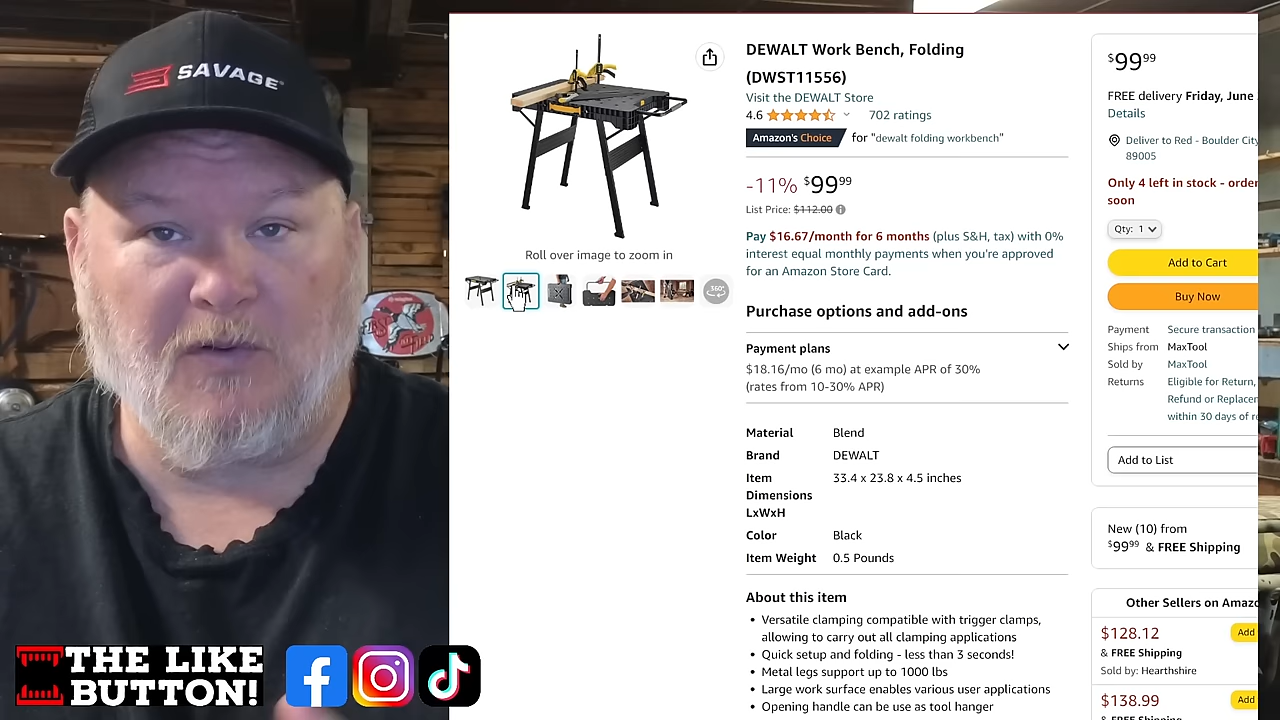 SAVAGE
DEWALT Work Bench, Folding
(DWST11556)
Visit the DEWALT Store
4.6
702 ratings
Amazon's Choice for "dewalt folding workbench"
-11% $99 99
List Price: $112.00
Pay $16.67/month for 6 months (plus S&H, tax) with 0%
interest equal monthly payments when you're approved
for an Amazon Store Card.
Roll over image to zoom in
360°
Purchase options and add-ons
Payment plans
$18.16/mo (6 mo) at example APR of 30%
(rates from 10-30% APR)
Material Blend
Brand DEWALT
Item Dimensions LxWxH 33.4 x 23.8 x 4.5 inches
Color Black
Item Weight 0.5 Pounds
About this item
• Versatile clamping compatible with trigger clamps,
allowing to carry out all clamping applications
• Quick setup and folding - less than 3 seconds!
• Metal legs support up to 1000 lbs
• Large work surface enables various user applications
• Opening handle can be use as tool hanger
$99 99
FREE delivery Friday, June
Details
Deliver to Red - Boulder City
89005
Only 4 left in stock - order
soon
Qty: 1
Add to Cart
Buy Now
Payment Secure transaction
Ships from MaxTool
Sold by MaxTool
Returns Eligible for Return,
Refund or Replacem
within 30 days of re
Add to List
New (10) from
$99 99 & FREE Shipping
Other Sellers on Amazo
$128.12 Add
& FREE Shipping
Sold by: Hearthshire
$138.99 Add
& FREE Shipping
THE LIKE
BUTTON!